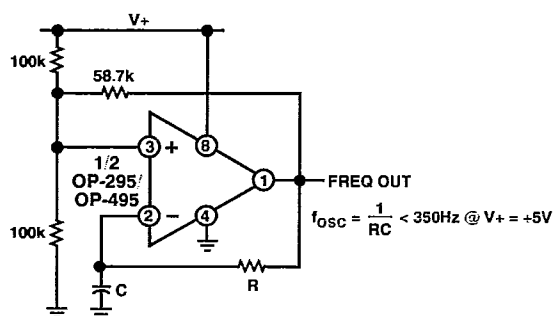 V+
100k
58.7k
3
+
8
1/2
OP-295/
OP-495
1
FREQ OUT
2
−
4
fOSC = 1/RC < 350Hz @ V+ = +5V
100k
C
R